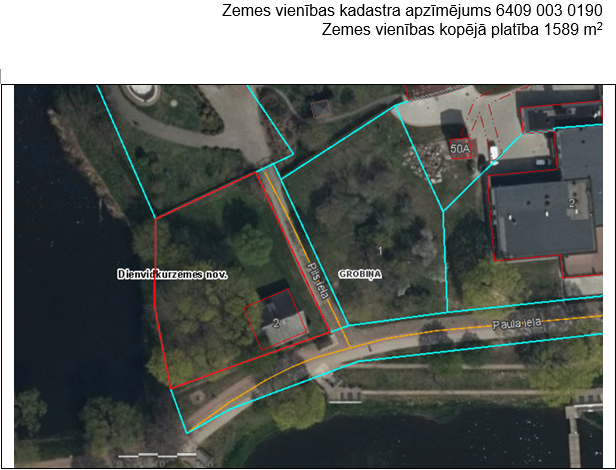 Zemes vienības kadastra apzīmējums 6409 003 0190
Zemes vienības kopējā platība 1589 m²
50A
2
1
Dienvidkurzemes nov.
GROBIŅA
Pils iela
2
Paula iela